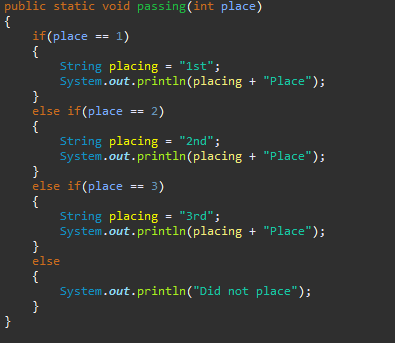 public static void passing(int place)
{
    if(place == 1)
    {
        String placing = "1st";
        System.out.println(placing + "Place");
    }
    else if(place == 2)
    {
        String placing = "2nd";
        System.out.println(placing + "Place");
    }
    else if(place == 3)
    {
        String placing = "3rd";
        System.out.println(placing + "Place");
    }
    else
    {
        System.out.println("Did not place");
    }
}